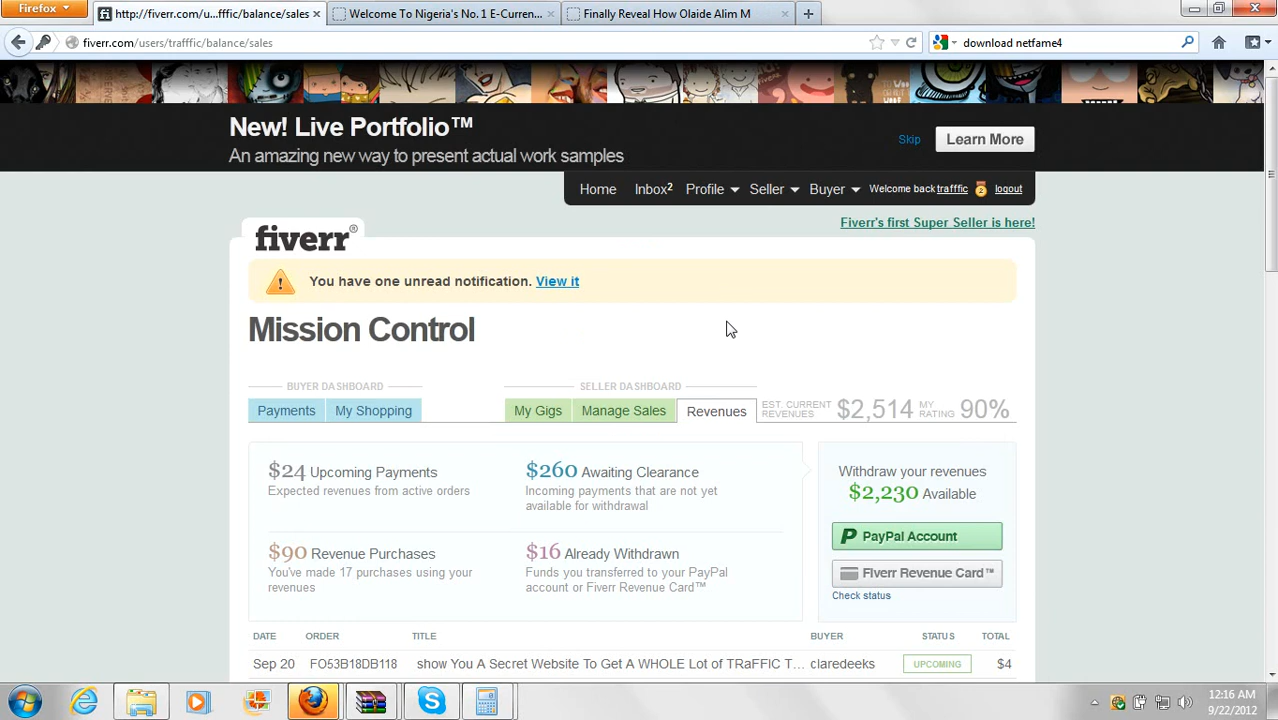 Firefox
http://fiverr.com/u...fffic/balance/sales
Welcome To Nigeria's No. 1 E-Curren...
Finally Reveal How Olaide Alim M
fiverr.com/users/trafffic/balance/sales
download netfame4
New! Live Portfolio™
An amazing new way to present actual work samples
Skip
Learn More
Home Inbox2 Profile Seller Buyer Welcome back trafffic logout
Fiverr's first Super Seller is here!
fiverr®
You have one unread notification. View it
Mission Control
BUYER DASHBOARD
SELLER DASHBOARD
Payments My Shopping
My Gigs Manage Sales Revenues
EST. CURRENT REVENUES $2,514 MY RATING 90%
$24 Upcoming Payments
Expected revenues from active orders
$260 Awaiting Clearance
Incoming payments that are not yet
available for withdrawal
$90 Revenue Purchases
You've made 17 purchases using your
revenues
$16 Already Withdrawn
Funds you transferred to your PayPal
account or Fiverr Revenue Card™
Withdraw your revenues
$2,230 Available
PayPal Account
Fiverr Revenue Card™
Check status
DATE ORDER TITLE BUYER STATUS TOTAL
Sep 20 FO53B18DB118 show You A Secret Website To Get A WHOLE Lot of TRaFFIC T... claredeeks UPCOMING $4
12:16 AM
9/22/2012